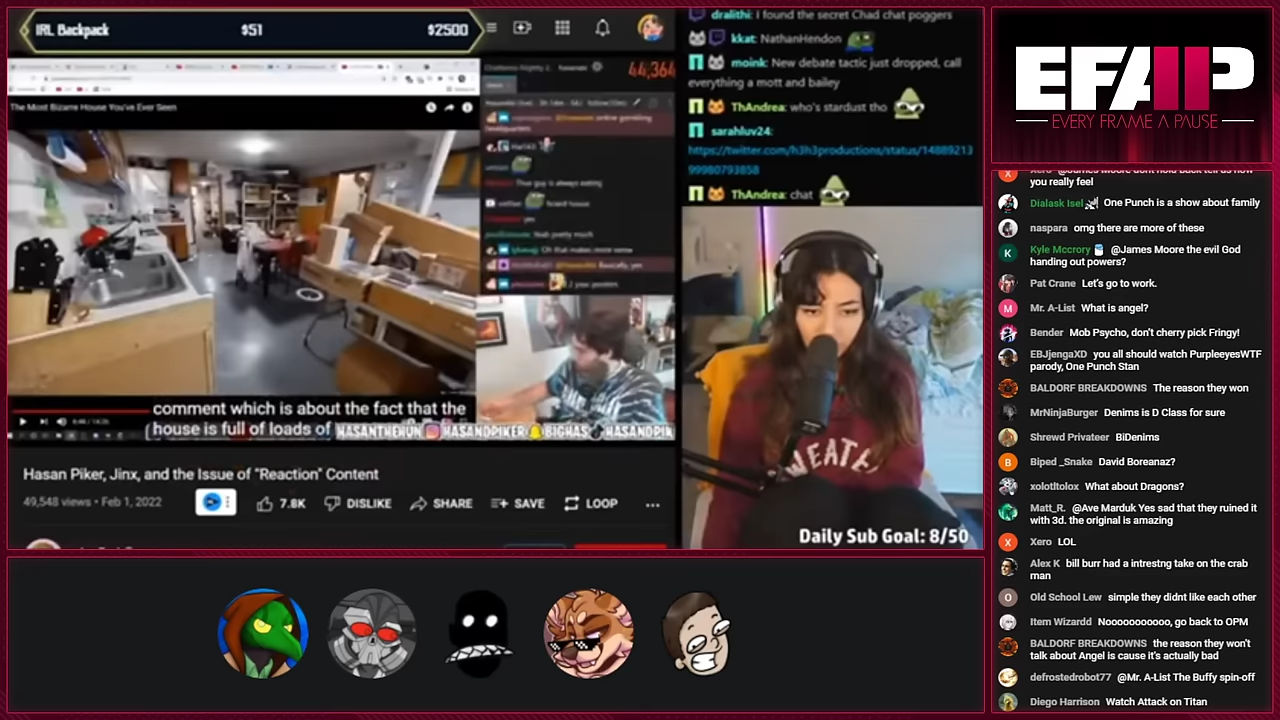 IRL Backpack
$51
$2500
The Most Bizarre House You've Ever Seen
44,364
comment which is about the fact that the
house is full of loads of
HASANTHEHUN
HASANDPIKER
BIGHAS
HASANDPIK
Hasan Piker, Jinx, and the Issue of "Reaction" Content
49,548 views • Feb 1, 2022
7.8K
DISLIKE
SHARE
SAVE
LOOP
dralithi: I found the secret Chad chat poggers
kkat: NathanHendon
moink: New debate tactic just dropped, call
everything a mott and bailey
ThAndrea: who's stardust tho
sarahluv24:
https://twitter.com/h3h3productions/status/14889213
99980793858
ThAndrea: chat
WEATH
Daily Sub Goal: 8/50
EFAP
EVERY FRAME A PAUSE
you really feel
Dialask Isel One Punch is a show about family
naspara omg there are more of these
Kyle Mccrory @James Moore the evil God
handing out powers?
Pat Crane Let's go to work.
Mr. A-List What is angel?
Bender Mob Psycho, don't cherry pick Fringy!
EBJjengaXD you all should watch PurpleeyesWTF
parody, One Punch Stan
BALDORF BREAKDOWNS The reason they won
MrNinjaBurger Denims is D Class for sure
Shrewd Privateer BiDenims
Biped _Snake David Boreanaz?
xolotltolox What about Dragons?
Matt_R. @Ave Marduk Yes sad that they ruined it
with 3d. the original is amazing
Xero LOL
Alex K bill burr had a intrestng take on the crab
man
Old School Lew simple they didnt like each other
Item Wizardd Nooooooooooo, go back to OPM
BALDORF BREAKDOWNS the reason they won't
talk about Angel is cause it's actually bad
defrostedrobot77 @Mr. A-List The Buffy spin-off
Diego Harrison Watch Attack on Titan